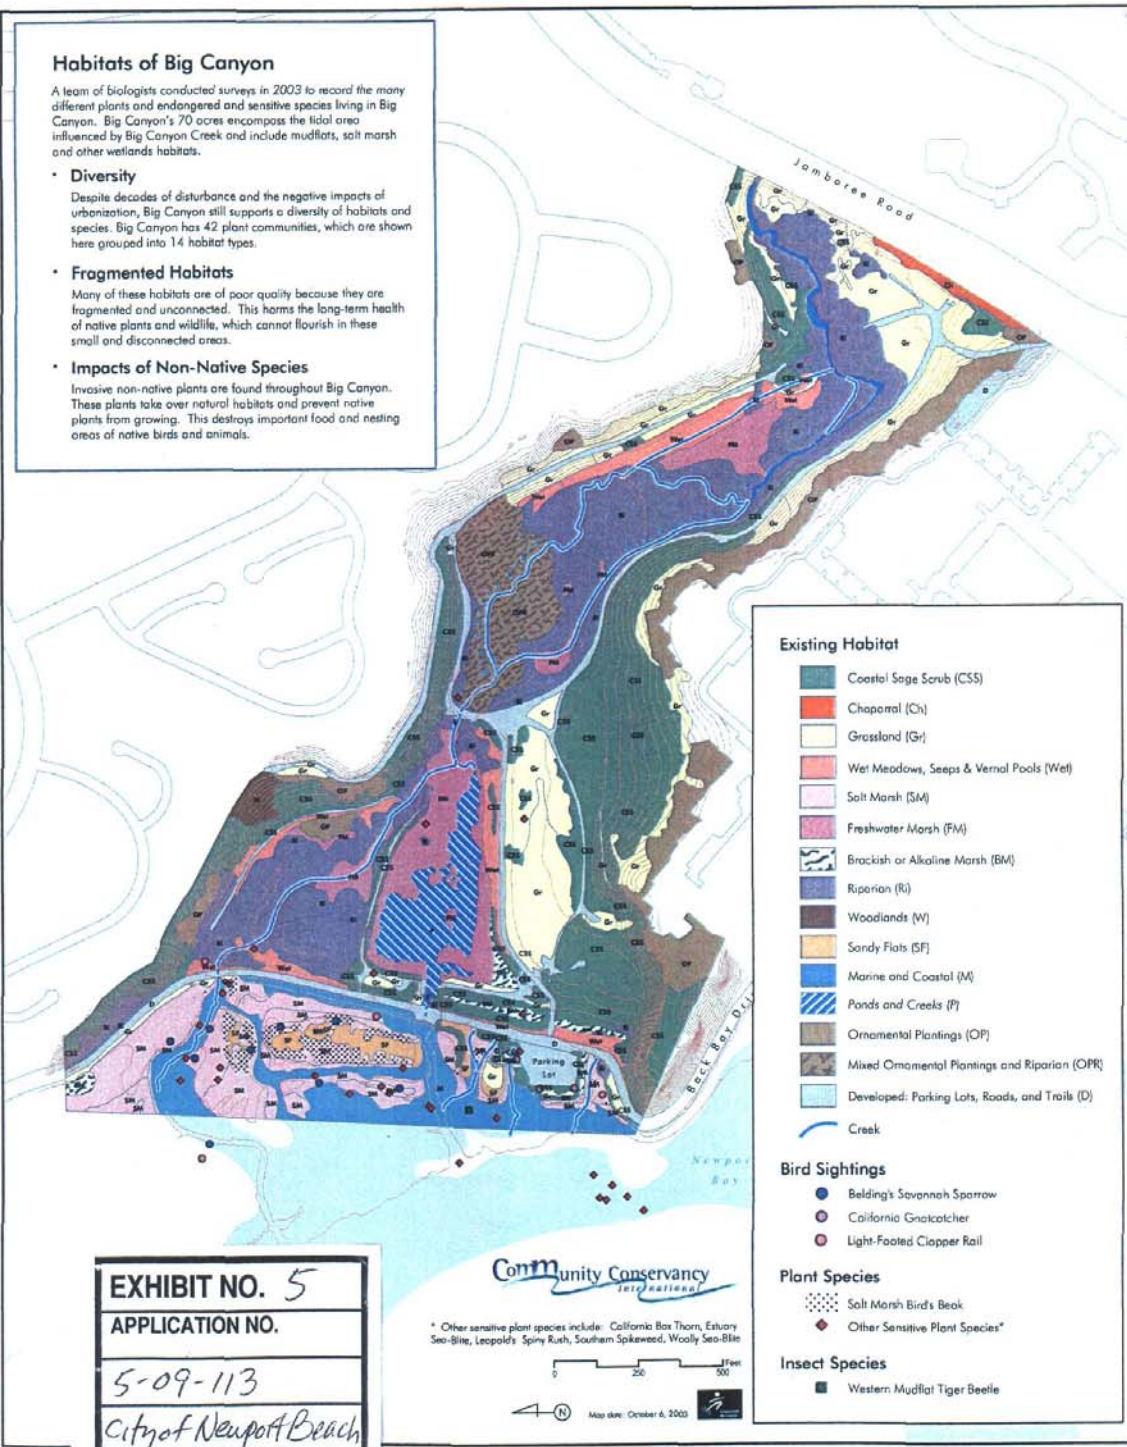 Habitats of Big Canyon
A team of biologists conducted surveys in 2003 to record the many
different plants and endangered and sensitive species living in Big
Canyon. Big Canyon's 70 acres encompass the tidal area
influenced by Big Canyon Creek and include mudflats, salt marsh
and other wetlands habitats.
• Diversity
Despite decades of disturbance and the negative impacts of
urbanization, Big Canyon still supports a diversity of habitats and
species. Big Canyon has 42 plant communities, which are shown
here grouped into 14 habitat types.
• Fragmented Habitats
Many of these habitats are of poor quality because they are
fragmented and unconnected. This harms the long-term health
of native plants and wildlife, which cannot flourish in these
small and disconnected areas.
• Impacts of Non-Native Species
Invasive non-native plants are found throughout Big Canyon.
These plants take over natural habitats and prevent native
plants from growing. This destroys important food and nesting
areas of native birds and animals.
Jamboree Road
Parking
Lot
Back Bay
Newpo
Bay
Existing Habitat
Coastal Sage Scrub (CSS)
Chaparral (Ch)
Grassland (Gr)
Wet Meadows, Seeps & Vernal Pools (Wet)
Salt Marsh (SM)
Freshwater Marsh (FM)
Brackish or Alkaline Marsh (BM)
Riparian (Ri)
Woodlands (W)
Sandy Flats (SF)
Marine and Coastal (M)
Ponds and Creeks (P)
Ornamental Plantings (OP)
Mixed Ornamental Plantings and Riparian (OPR)
Developed: Parking Lots, Roads, and Trails (D)
Creek
Bird Sightings
Belding's Savannah Sparrow
California Gnatcatcher
Light-Footed Clapper Rail
Plant Species
Salt Marsh Bird's Beak
Other Sensitive Plant Species*
Insect Species
Western Mudflat Tiger Beetle
Community Conservancy
International
* Other sensitive plant species include: California Box Thorn, Estuary
Sea-Blite, Leopold's Spiny Rush, Southern Spikeweed, Woolly Sea-Blite
0 250 500 Feet
N
Map date: October 6, 2003
EXHIBIT NO. 5
APPLICATION NO.
5-09-113
City of Newport Beach